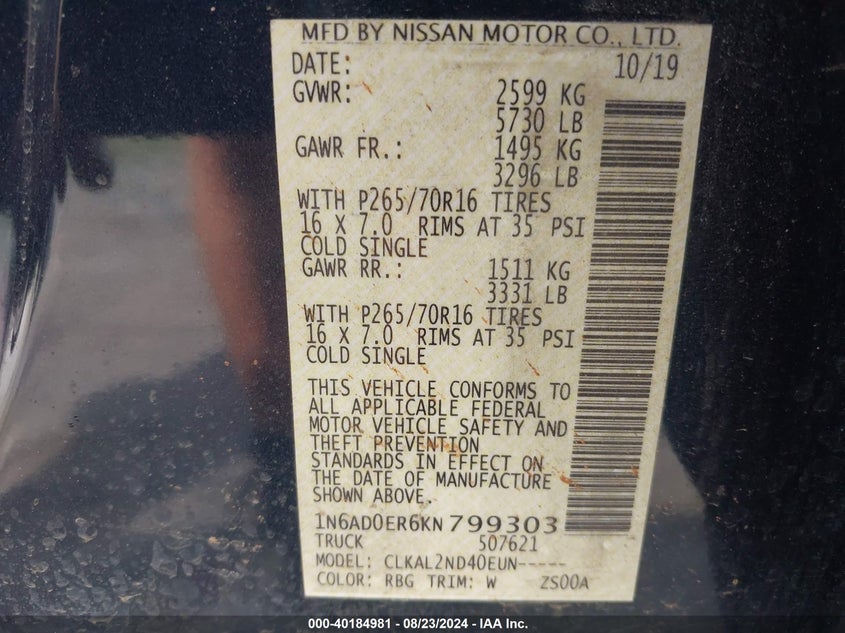 MFD BY NISSAN MOTOR CO., LTD.
DATE: 10/19
GVWR: 2599 KG
5730 LB
GAWR FR.: 1495 KG
3296 LB
WITH P265/70R16 TIRES
16 X 7.0 RIMS AT 35 PSI
COLD SINGLE
GAWR RR.: 1511 KG
3331 LB
WITH P265/70R16 TIRES
16 X 7.0 RIMS AT 35 PSI
COLD SINGLE
THIS VEHICLE CONFORMS TO
ALL APPLICABLE FEDERAL
MOTOR VEHICLE SAFETY AND
THEFT PREVENTION
STANDARDS IN EFFECT ON
THE DATE OF MANUFACTURE
SHOWN ABOVE.
1N6AD0ER6KN799303
TRUCK 507621
MODEL: CLKAL2ND40EUN-----
COLOR: RBG TRIM: W ZS00A
000-40184981 - 08/23/2024 - IAA Inc.